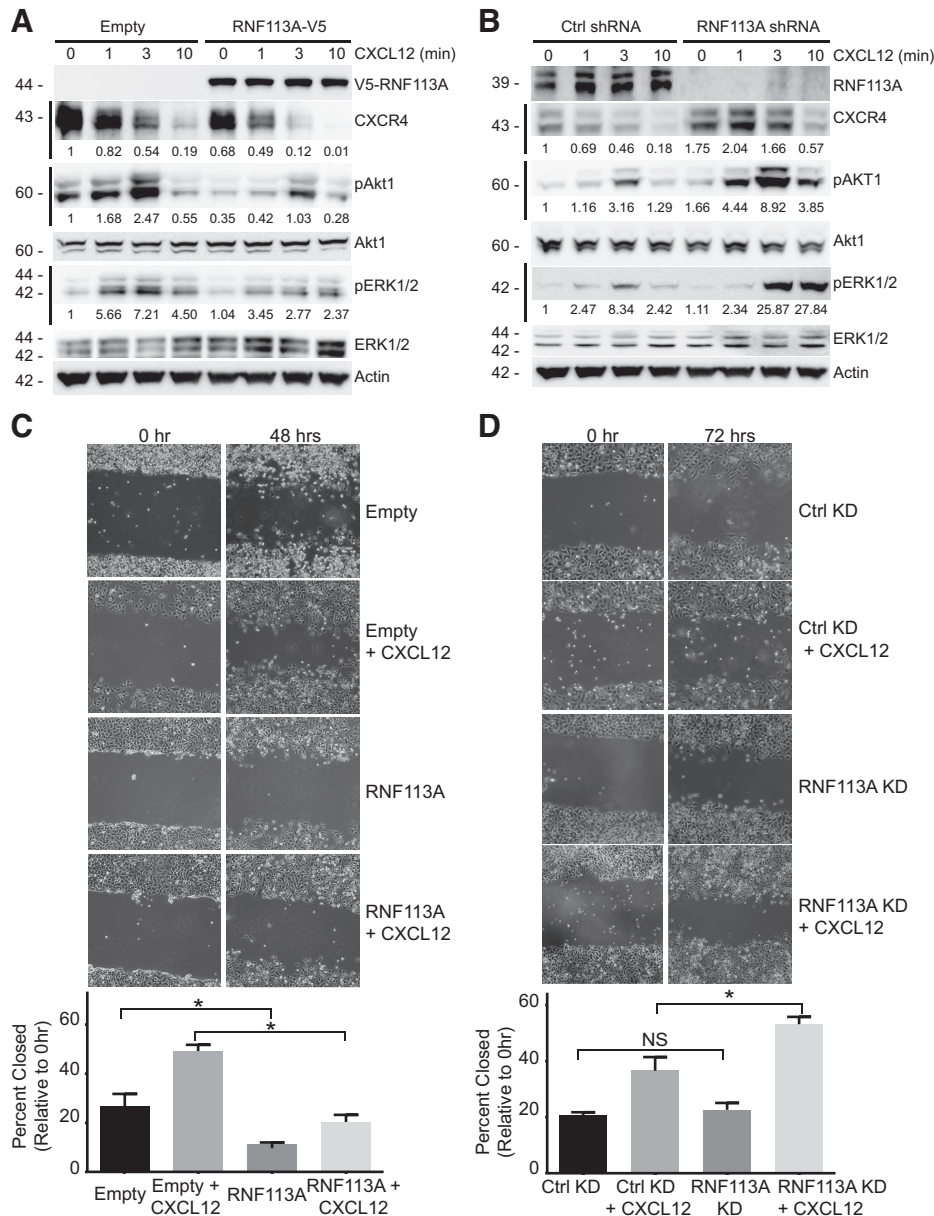 A
Empty RNF113A-V5
0 1 3 10 0 1 3 10 CXCL12 (min)
44 - V5-RNF113A
43 - CXCR4
1 0.82 0.54 0.19 0.68 0.49 0.12 0.01
60 - pAkt1
1 1.68 2.47 0.55 0.35 0.42 1.03 0.28
60 - Akt1
44 -
42 - pERK1/2
1 5.66 7.21 4.50 1.04 3.45 2.77 2.37
44 - ERK1/2
42 -
42 - Actin
B
Ctrl shRNA RNF113A shRNA
0 1 3 10 0 1 3 10 CXCL12 (min)
39 - RNF113A
43 - CXCR4
1 0.69 0.46 0.18 1.75 2.04 1.66 0.57
60 - pAKT1
1 1.16 3.16 1.29 1.66 4.44 8.92 3.85
60 - Akt1
42 - pERK1/2
1 2.47 8.34 2.42 1.11 2.34 25.87 27.84
44 - ERK1/2
42 -
42 - Actin
C
0 hr 48 hrs
Empty
Empty
+ CXCL12
RNF113A
RNF113A
+ CXCL12
Percent Closed
(Relative to 0hr)
60
40
20
0
*
*
Empty Empty + CXCL12 RNF113A RNF113A + CXCL12
D
0 hr 72 hrs
Ctrl KD
Ctrl KD
+ CXCL12
RNF113A KD
RNF113A KD
+ CXCL12
Percent Closed
(Relative to 0hr)
60
40
20
0
*
NS
Ctrl KD Ctrl KD + CXCL12 RNF113A KD RNF113A KD + CXCL12